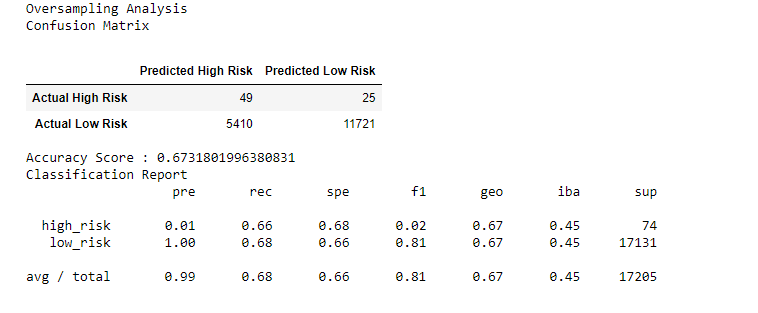 Oversampling Analysis
Confusion Matrix
Predicted High Risk Predicted Low Risk
Actual High Risk 49 25
Actual Low Risk 5410 11721
Accuracy Score : 0.6731801996380831
Classification Report
pre rec spe f1 geo iba sup
high_risk 0.01 0.66 0.68 0.02 0.67 0.45 74
low_risk 1.00 0.68 0.66 0.81 0.67 0.45 17131
avg / total 0.99 0.68 0.66 0.81 0.67 0.45 17205